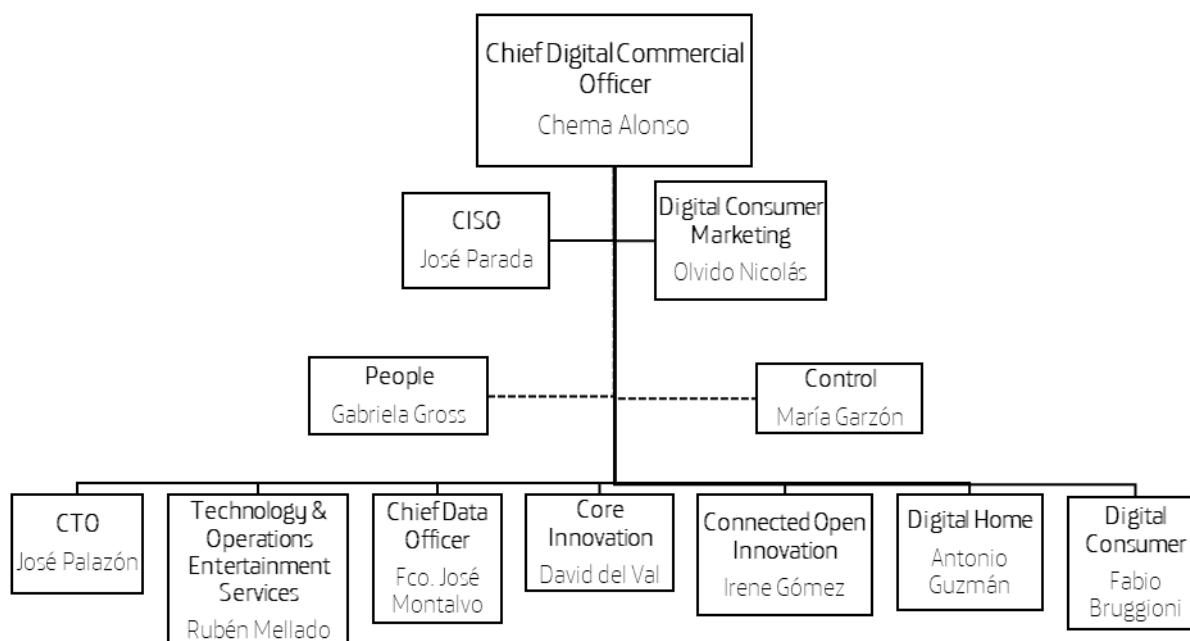 Chief Digital Commercial
Officer
Chema Alonso
CISO
José Parada
Digital Consumer
Marketing
Olvido Nicolás
People
Gabriela Gross
Control
María Garzón
CTO
José Palazón
Technology &
Operations
Entertainment
Services
Rubén Mellado
Chief Data
Officer
Fco. José
Montalvo
Core
Innovation
David del Val
Connected Open
Innovation
Irene Gómez
Digital Home
Antonio
Guzmán
Digital
Consumer
Fabio
Bruggioni